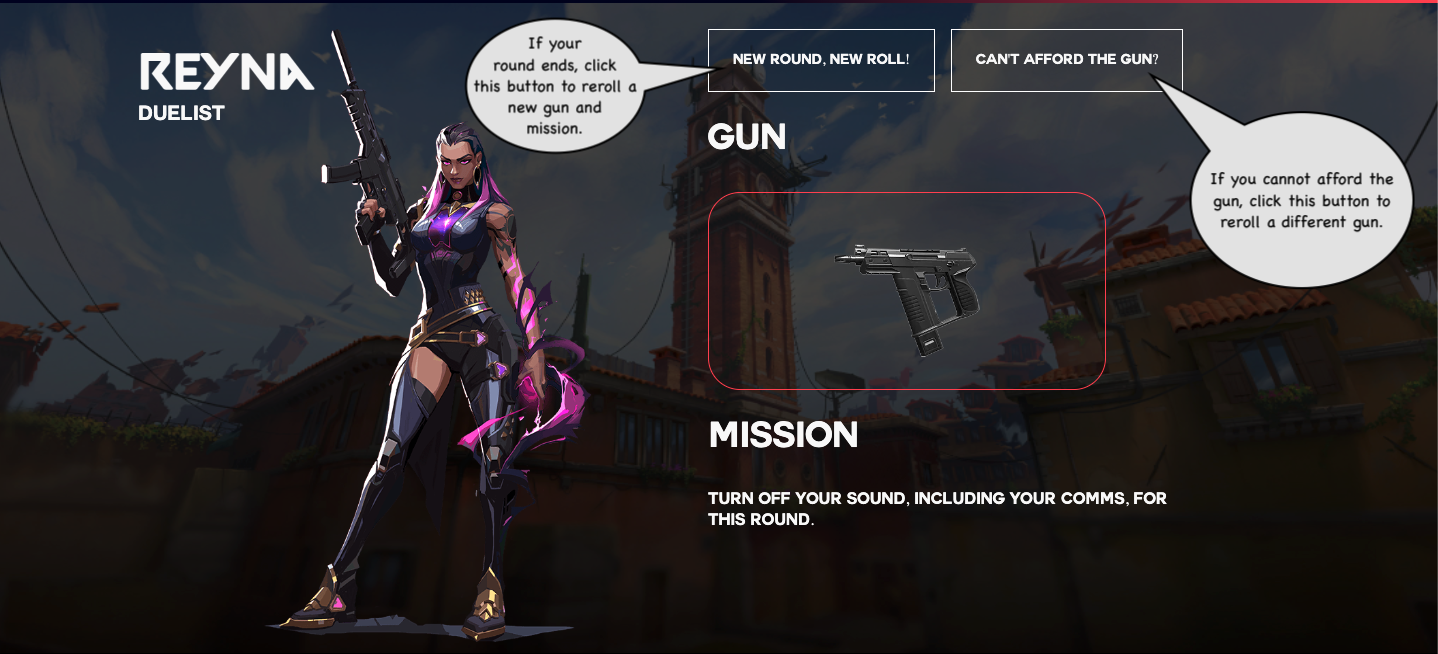 REYNA
DUELIST
If your
round ends, click
this button to reroll a
new gun and
mission.
NEW ROUND, NEW ROLL!
CAN'T AFFORD THE GUN?
If you cannot afford the
gun, click this button to
reroll a different gun.
GUN
MISSION
TURN OFF YOUR SOUND, INCLUDING YOUR COMMS, FOR
THIS ROUND.